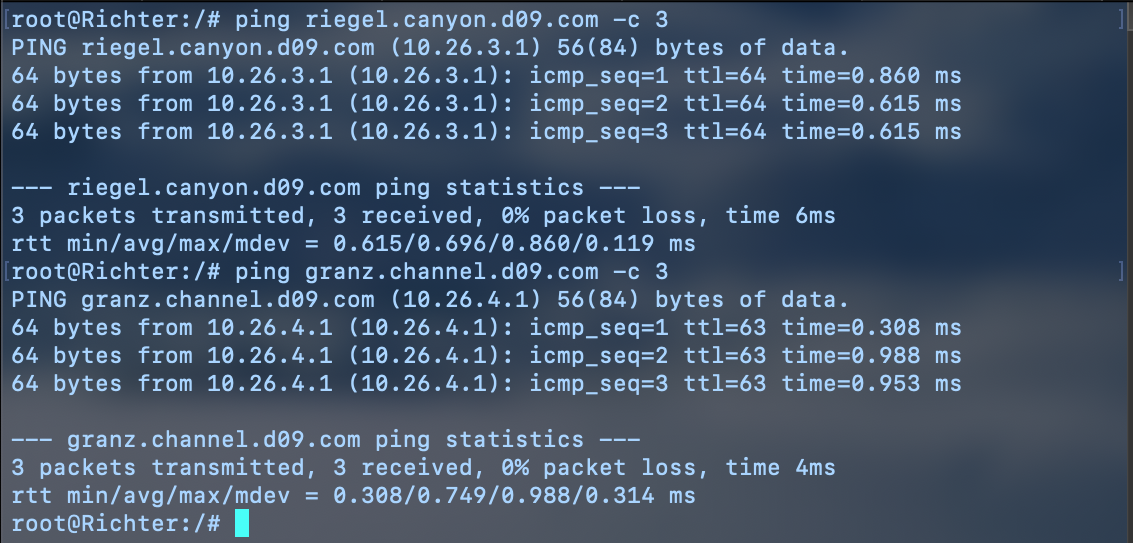 [root@Richter:/# ping riegel.canyon.d09.com -c 3 ]
PING riegel.canyon.d09.com (10.26.3.1) 56(84) bytes of data.
64 bytes from 10.26.3.1 (10.26.3.1): icmp_seq=1 ttl=64 time=0.860 ms
64 bytes from 10.26.3.1 (10.26.3.1): icmp_seq=2 ttl=64 time=0.615 ms
64 bytes from 10.26.3.1 (10.26.3.1): icmp_seq=3 ttl=64 time=0.615 ms

--- riegel.canyon.d09.com ping statistics ---
3 packets transmitted, 3 received, 0% packet loss, time 6ms
rtt min/avg/max/mdev = 0.615/0.696/0.860/0.119 ms
[root@Richter:/# ping granz.channel.d09.com -c 3 ]
PING granz.channel.d09.com (10.26.4.1) 56(84) bytes of data.
64 bytes from 10.26.4.1 (10.26.4.1): icmp_seq=1 ttl=63 time=0.308 ms
64 bytes from 10.26.4.1 (10.26.4.1): icmp_seq=2 ttl=63 time=0.988 ms
64 bytes from 10.26.4.1 (10.26.4.1): icmp_seq=3 ttl=63 time=0.953 ms

--- granz.channel.d09.com ping statistics ---
3 packets transmitted, 3 received, 0% packet loss, time 4ms
rtt min/avg/max/mdev = 0.308/0.749/0.988/0.314 ms
root@Richter:/#